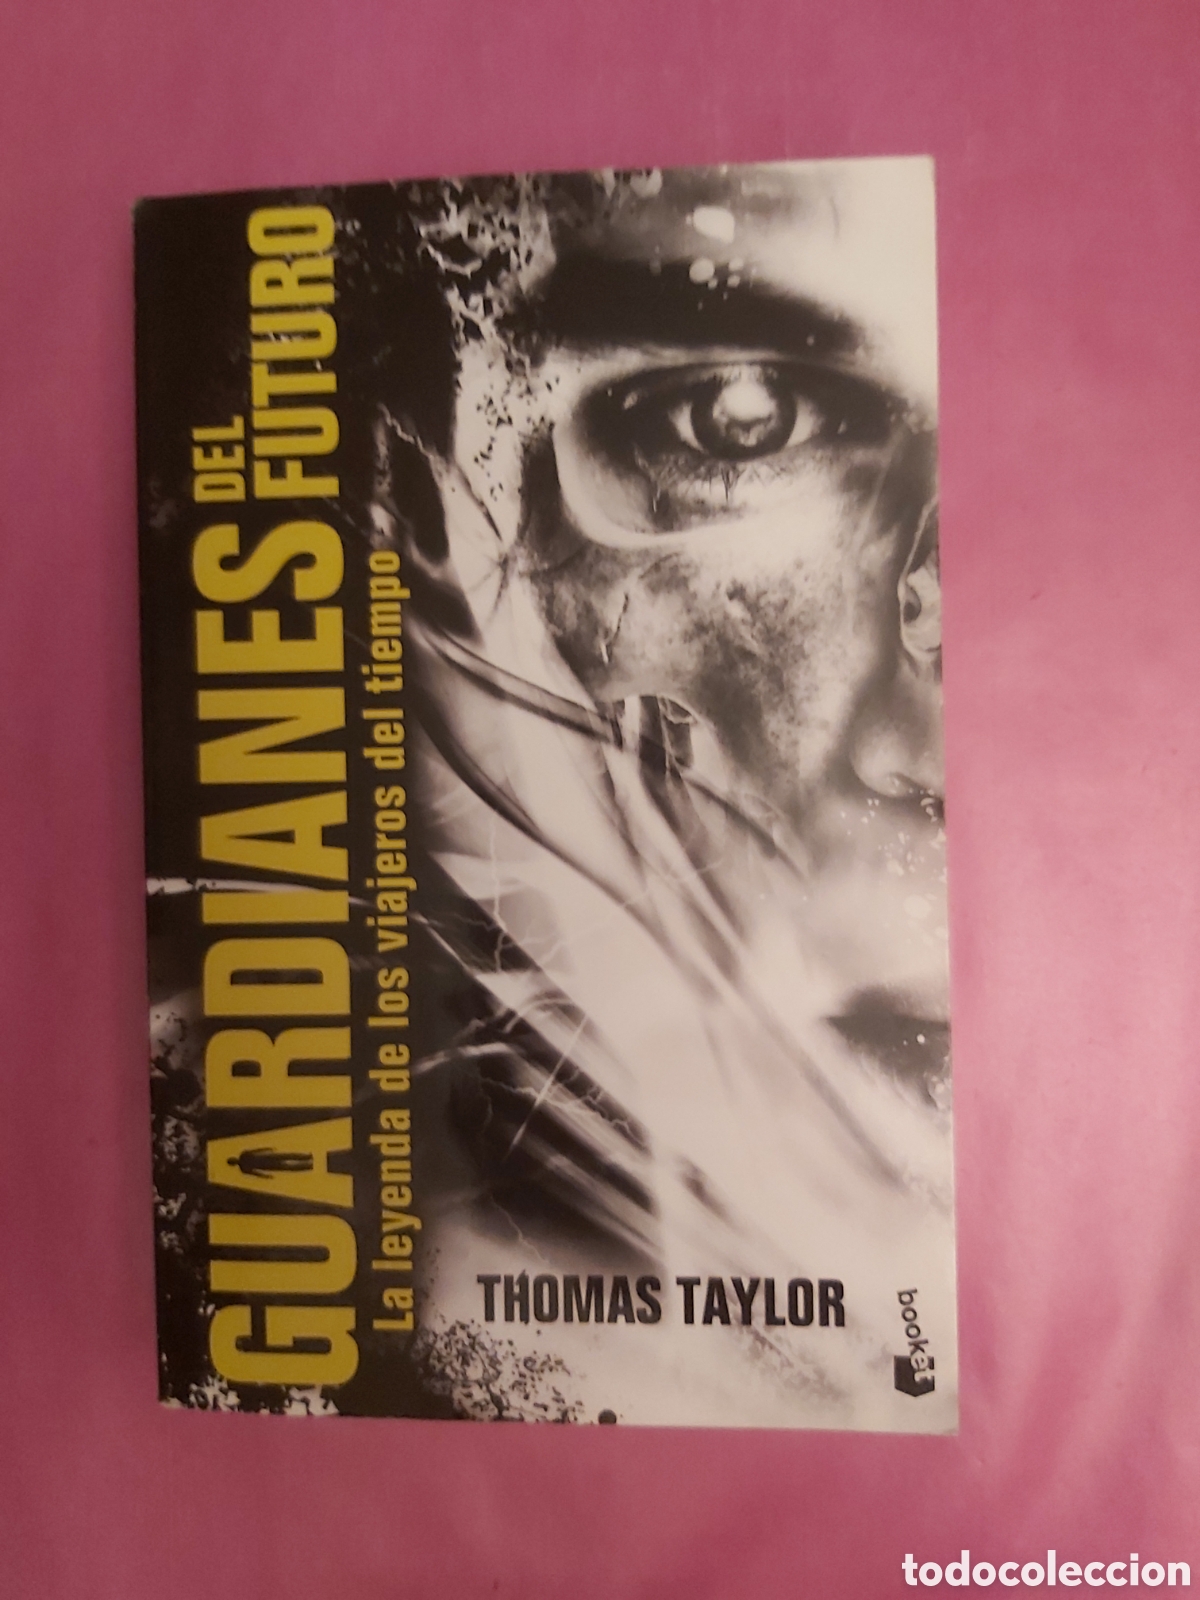 GUARDIANES
DEL
FUTURO
La leyenda de los viajeros del tiempo
THOMAS TAYLOR
booket
todocoleccion